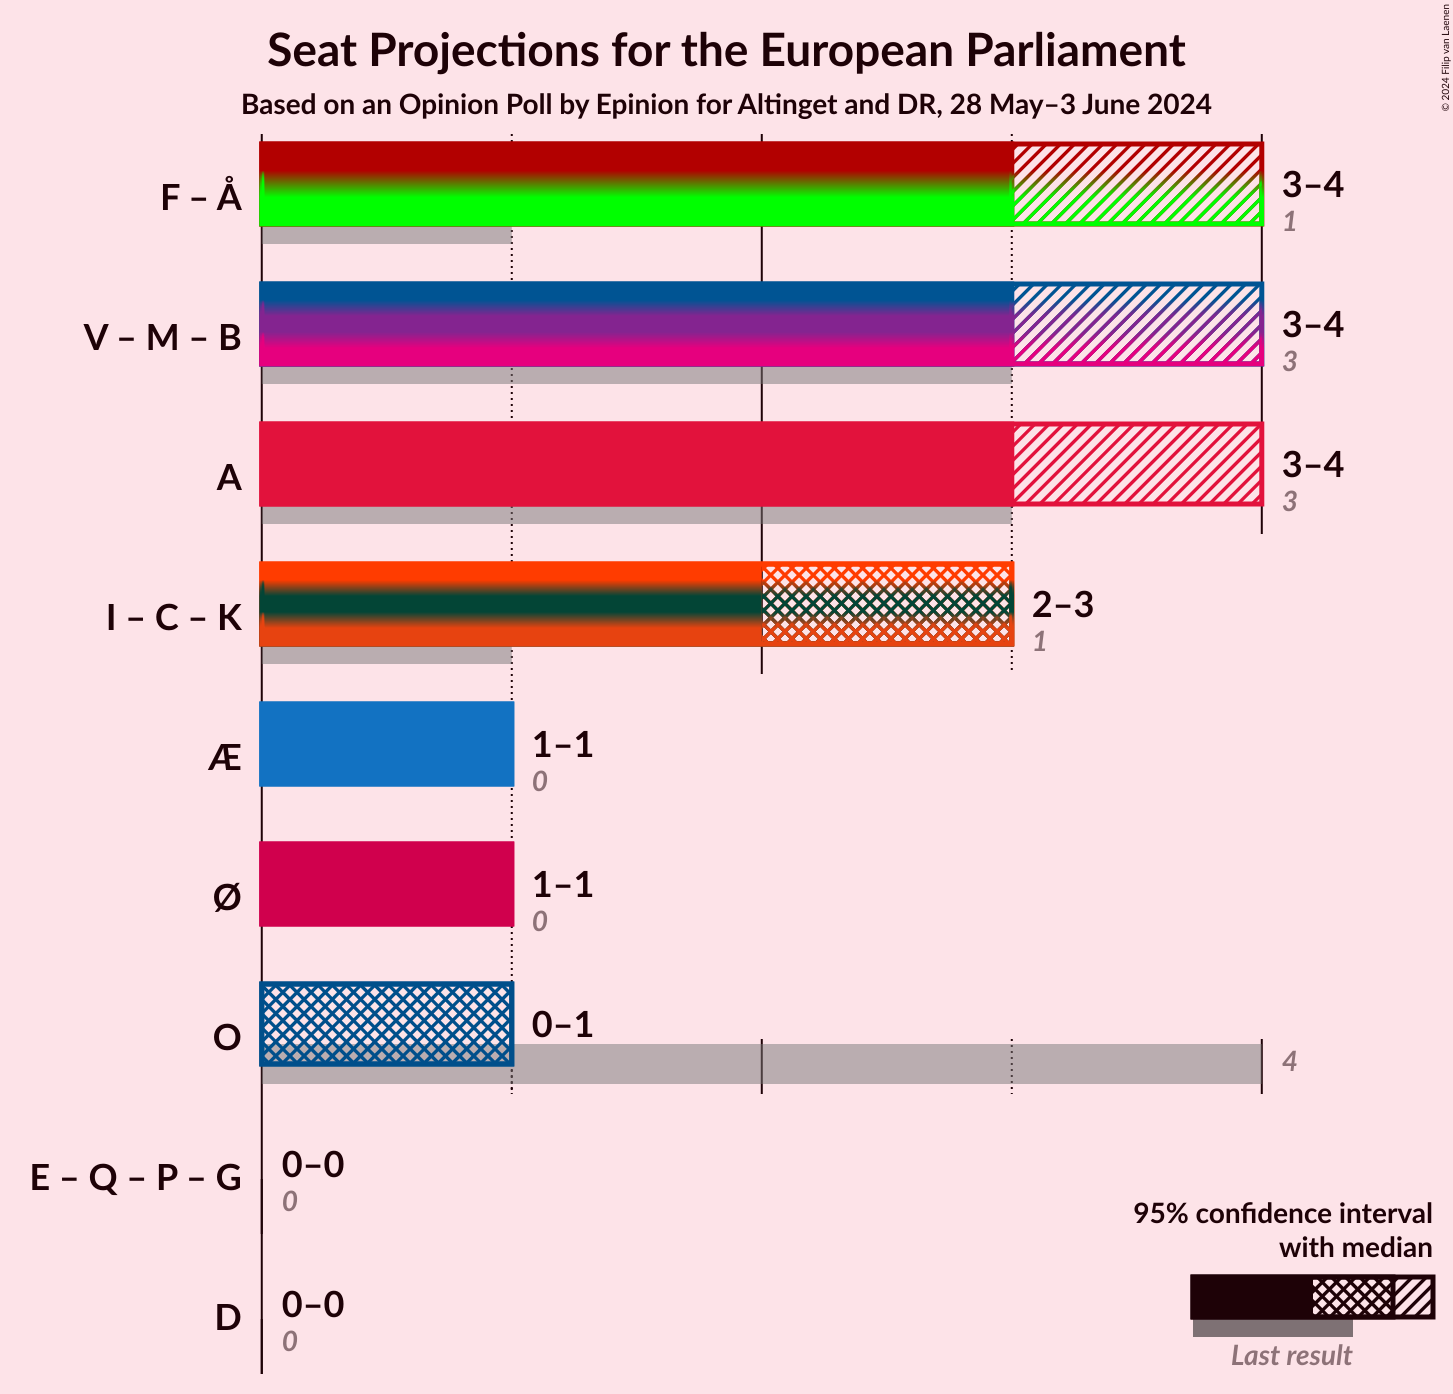 Seat Projections for the European Parliament
Based on an Opinion Poll by Epinion for Altinget and DR, 28 May–3 June 2024
© 2024 Filip van Laenen
F – Å
3–4
1
V – M – B
3–4
3
A
3–4
3
I – C – K
2–3
1
Æ
1–1
0
Ø
1–1
0
O
0–1
4
E – Q – P – G
0–0
0
D
0–0
0
95% confidence interval
with median
Last result